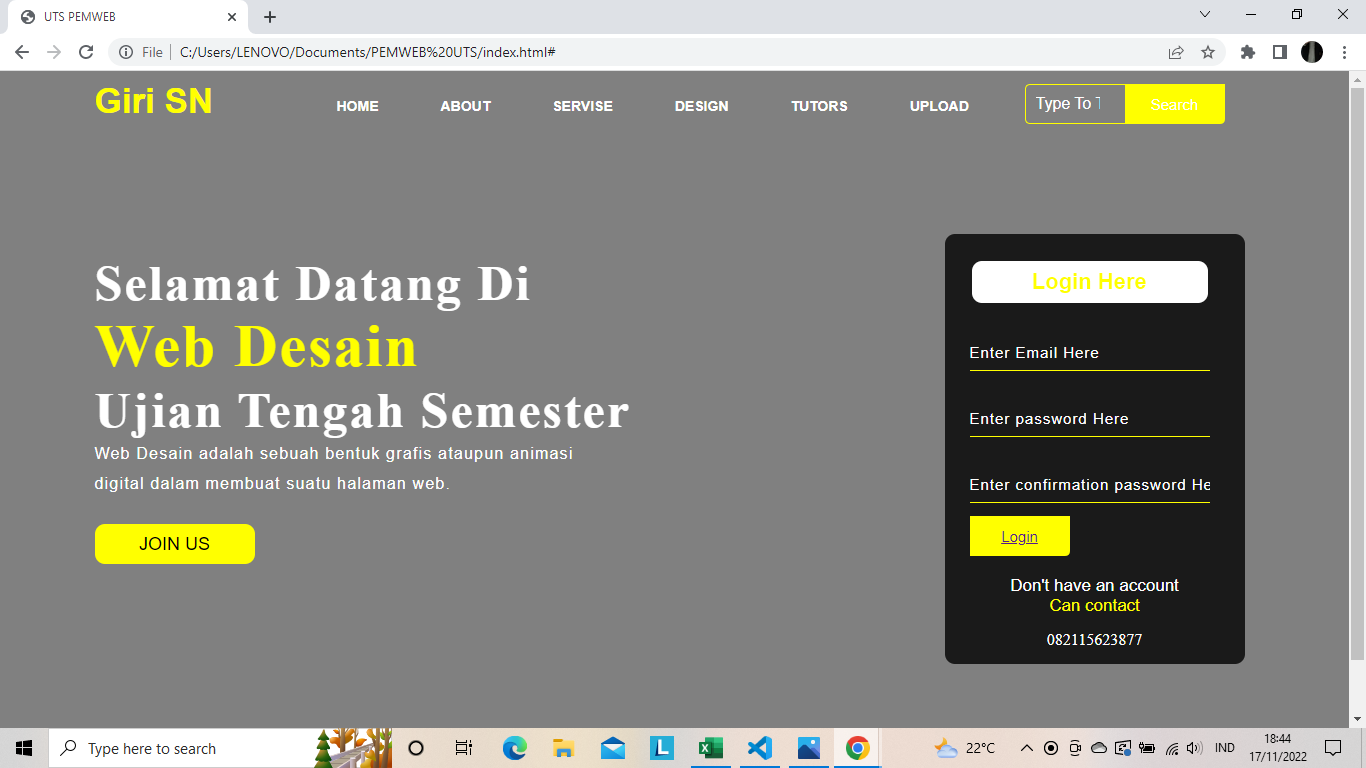 UTS PEMWEB
File C:/Users/LENOVO/Documents/PEMWEB%20UTS/index.html#
Giri SN HOME ABOUT SERVISE DESIGN TUTORS UPLOAD Type To Search
Selamat Datang Di
Web Desain
Ujian Tengah Semester
Web Desain adalah sebuah bentuk grafis ataupun animasi
digital dalam membuat suatu halaman web.
JOIN US
Login Here
Enter Email Here
Enter password Here
Enter confirmation password He
Login
Don't have an account
Can contact
082115623877
Type here to search
22°C
IND
18:44
17/11/2022